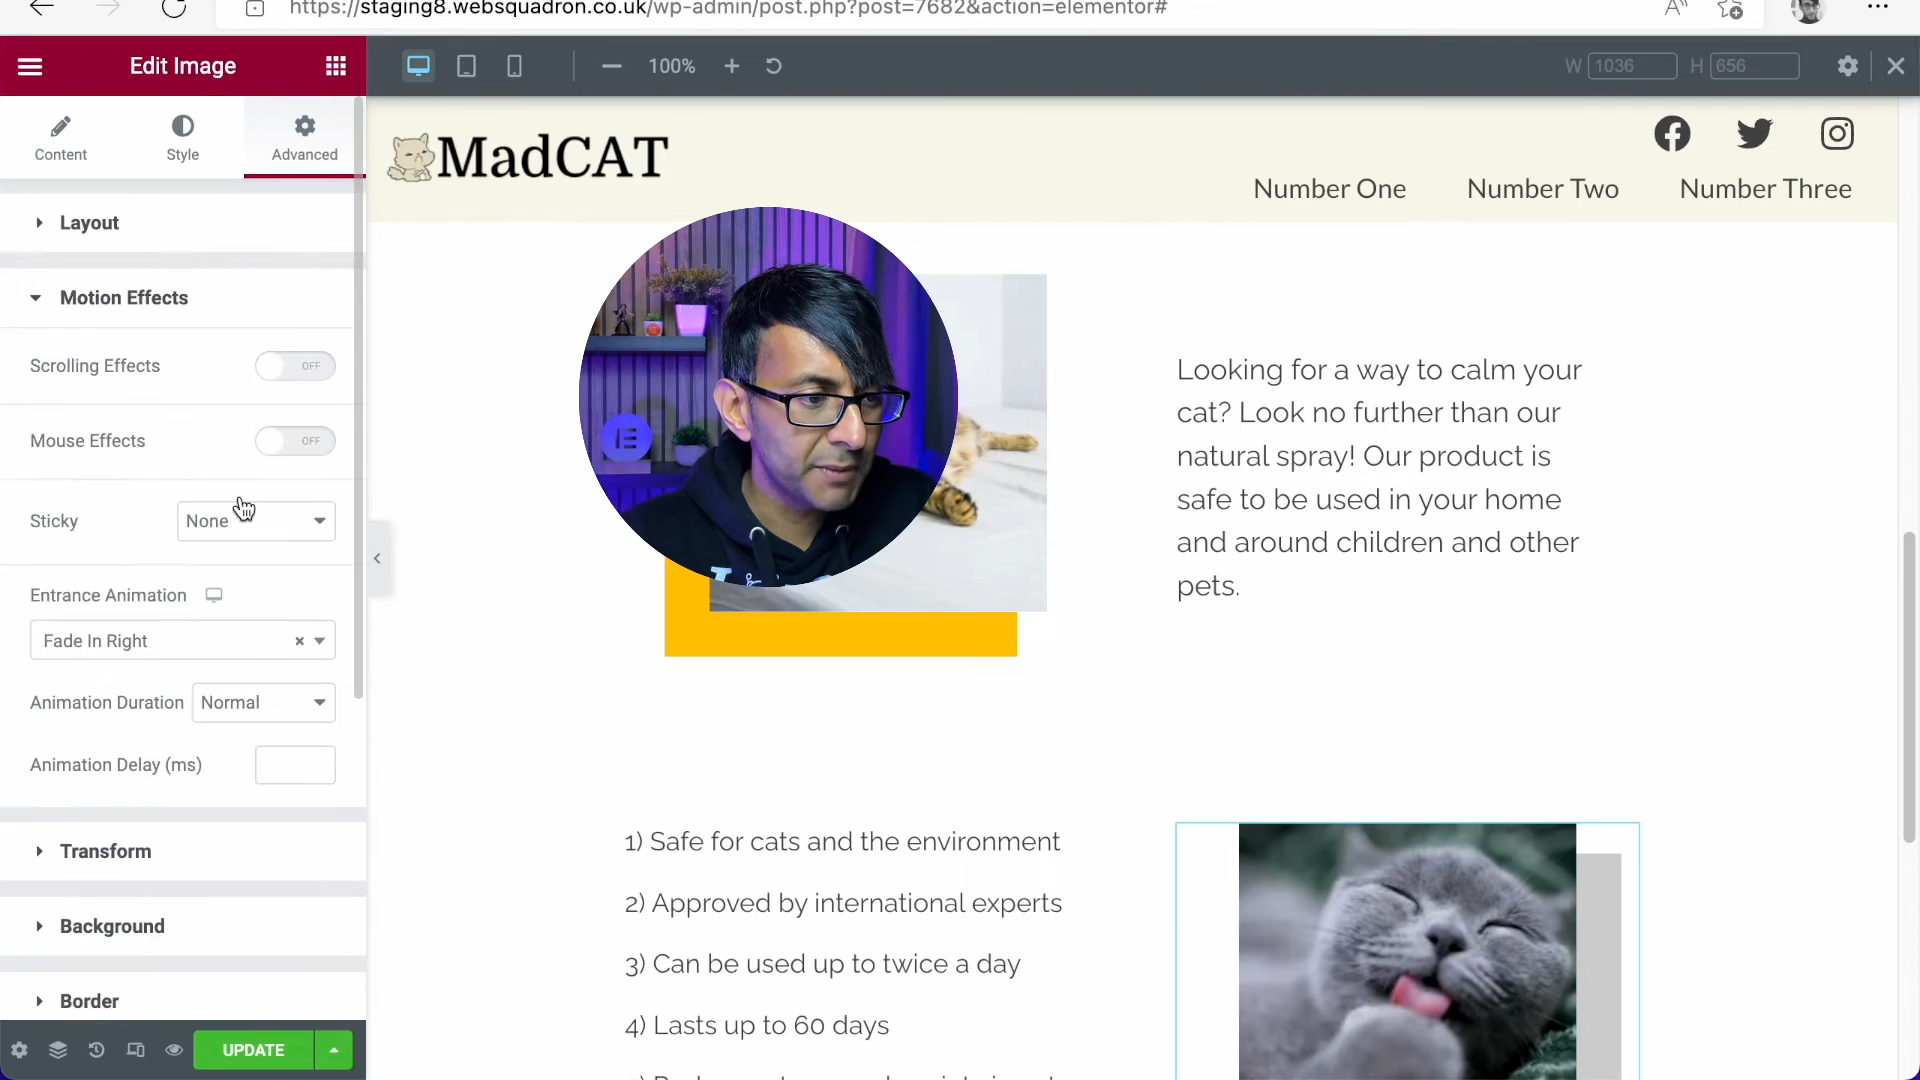 https://staging8.websquadron.co.uk/wp-admin/post.php?post=7682&action=elementor#
Edit Image
100%
W 1036 H 656
Content
Style
Advanced
MadCAT
Number One
Number Two
Number Three
Layout
Motion Effects
Scrolling Effects
OFF
Mouse Effects
OFF
Sticky
None
Entrance Animation
Fade In Right
Animation Duration
Normal
Animation Delay (ms)
Transform
Background
Border
UPDATE
Looking for a way to calm your
cat? Look no further than our
natural spray! Our product is
safe to be used in your home
and around children and other
pets.
1) Safe for cats and the environment
2) Approved by international experts
3) Can be used up to twice a day
4) Lasts up to 60 days